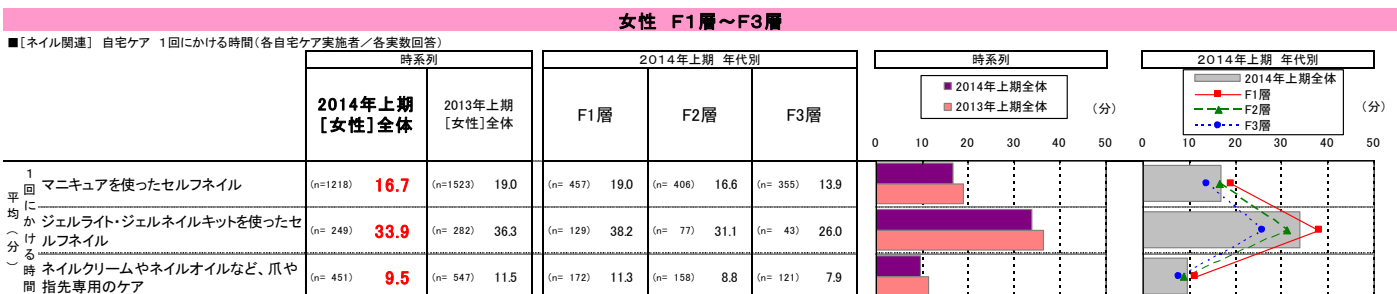 女性 F1層～F3層
■[ネイル関連] 自宅ケア 1回にかける時間(各自宅ケア実施者／各実数回答)
時系列 2014年上期 年代別 時系列 2014年上期 年代別
2014年上期 [女性]全体
2013年上期 [女性]全体
F1層 F2層 F3層
2014年上期全体
2013年上期全体
(分)
2014年上期全体
F1層
F2層
F3層
(分)
0 10 20 30 40 50
0 10 20 30 40 50
平均(分) 1回にかける時間
マニキュアを使ったセルフネイル (n=1218) 16.7 (n=1523) 19.0 (n= 457) 19.0 (n= 406) 16.6 (n= 355) 13.9
ジェルライト・ジェルネイルキットを使ったセ
ルフネイル (n= 249) 33.9 (n= 282) 36.3 (n= 129) 38.2 (n= 77) 31.1 (n= 43) 26.0
ネイルクリームやネイルオイルなど、爪や
指先専用のケア (n= 451) 9.5 (n= 547) 11.5 (n= 172) 11.3 (n= 158) 8.8 (n= 121) 7.9